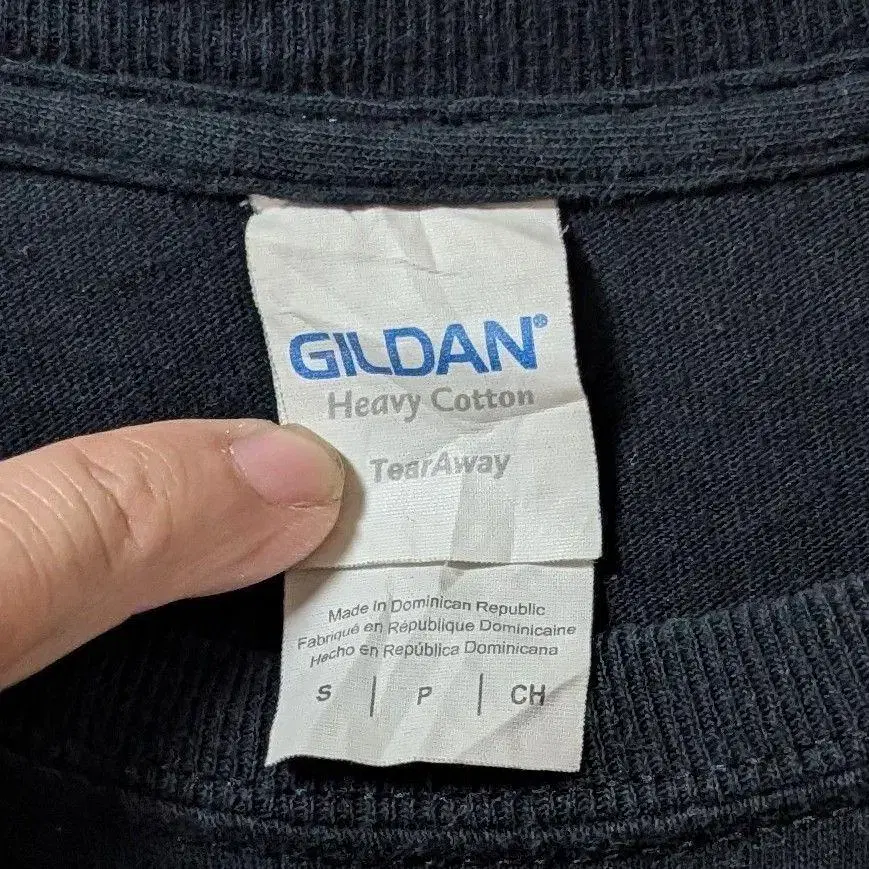 GILDAN®
Heavy Cotton
TearAway
Made in Dominican Republic
Fabriqué en République Dominicaine
Hecho en República Dominicana
S | P | CH